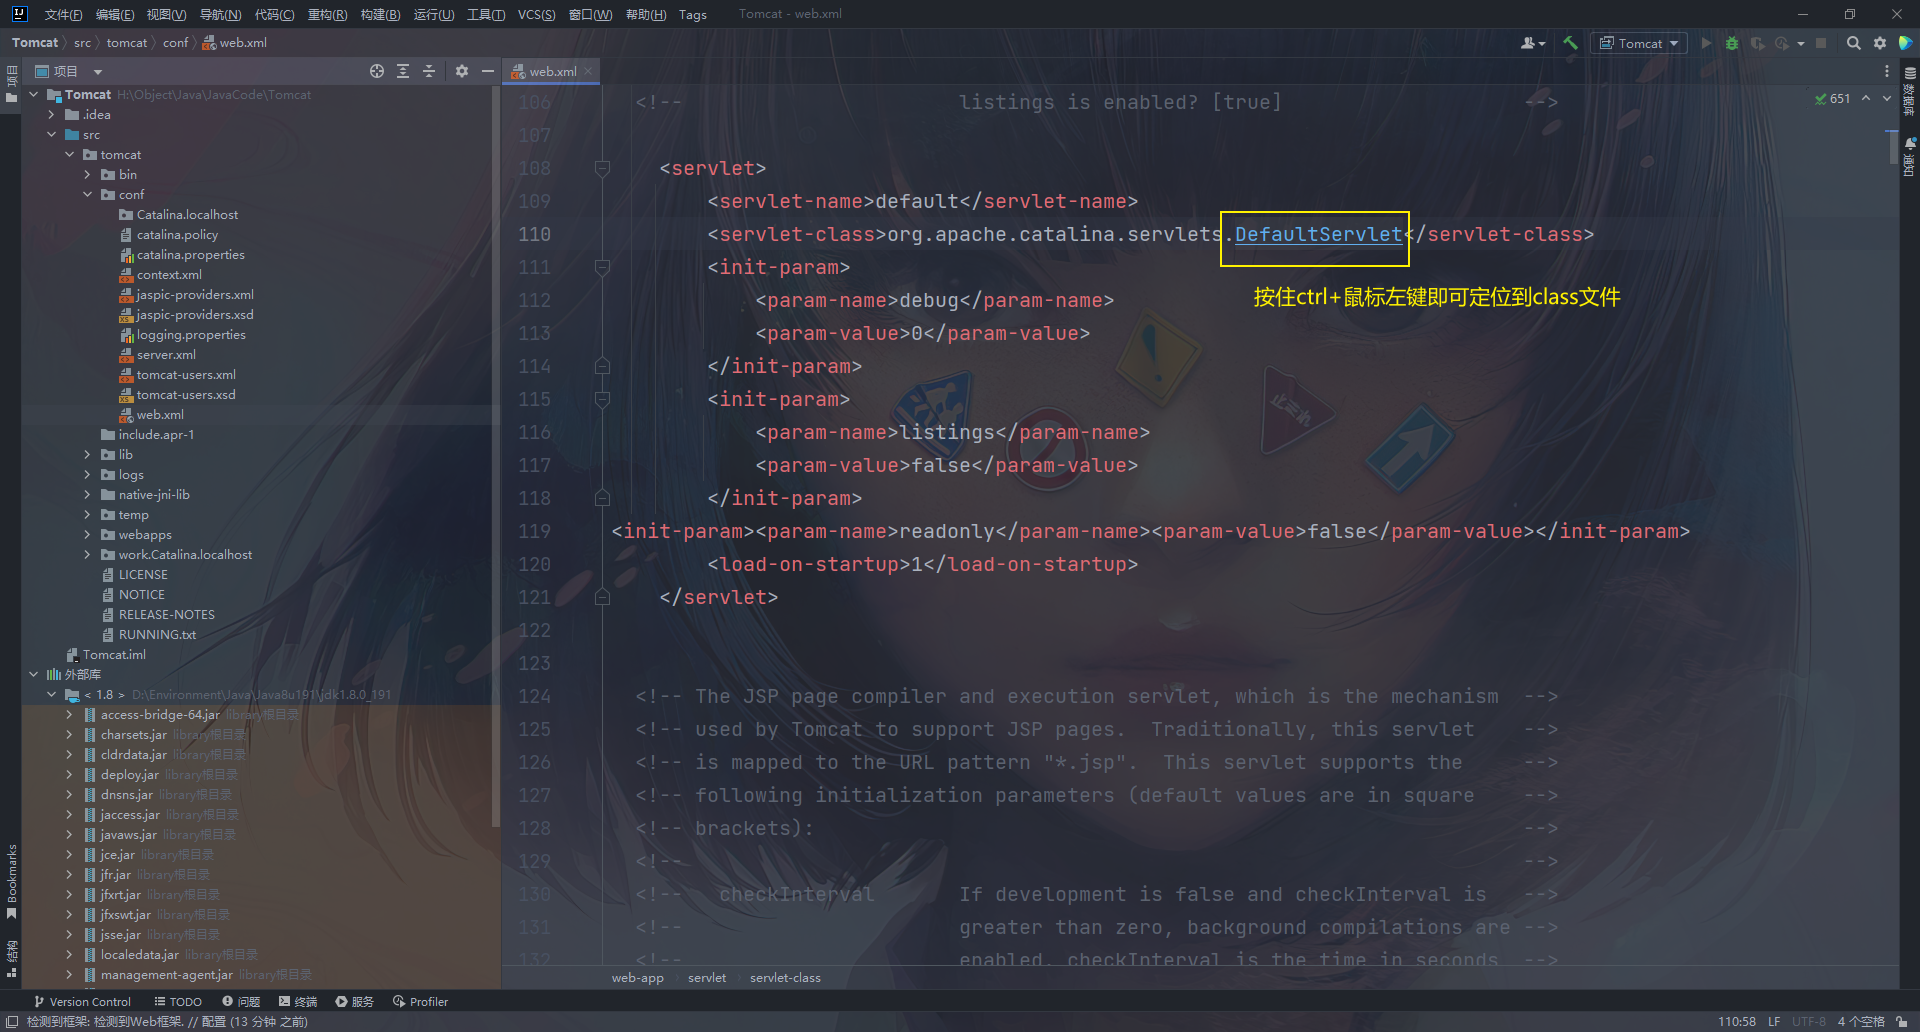 文件(F) 编辑(E) 视图(V) 导航(N) 代码(C) 重构(R) 构建(B) 运行(U) 工具(T) VCS(S) 窗口(W) 帮助(H) Tags Tomcat - web.xml
Tomcat src tomcat conf web.xml
Tomcat
项目
web.xml
项目
数据库
通知
Bookmarks
结构
Tomcat H:\Object\Java\JavaCode\Tomcat
.idea
src
tomcat
bin
conf
Catalina.localhost
catalina.policy
catalina.properties
context.xml
jaspic-providers.xml
jaspic-providers.xsd
logging.properties
server.xml
tomcat-users.xml
tomcat-users.xsd
web.xml
include.apr-1
lib
logs
native-jni-lib
temp
webapps
work.Catalina.localhost
LICENSE
NOTICE
RELEASE-NOTES
RUNNING.txt
Tomcat.iml
外部库
< 1.8 > D:\Environment\Java\Java8u191\jdk1.8.0_191
access-bridge-64.jar library根目录
charsets.jar library根目录
cldrdata.jar library根目录
deploy.jar library根目录
dnsns.jar library根目录
jaccess.jar library根目录
javaws.jar library根目录
jce.jar library根目录
jfr.jar library根目录
jfxrt.jar library根目录
jfxswt.jar library根目录
jsse.jar library根目录
localedata.jar library根目录
management-agent.jar library根目录
651
106 <!-- listings is enabled? [true] -->
107
108 <servlet>
109 <servlet-name>default</servlet-name>
110 <servlet-class>org.apache.catalina.servlets.DefaultServlet</servlet-class>
111 <init-param>
按住ctrl+鼠标左键即可定位到class文件
112 <param-name>debug</param-name>
113 <param-value>0</param-value>
114 </init-param>
115 <init-param>
116 <param-name>listings</param-name>
117 <param-value>false</param-value>
118 </init-param>
119 <init-param><param-name>readonly</param-name><param-value>false</param-value></init-param>
120 <load-on-startup>1</load-on-startup>
121 </servlet>
122
123
124 <!-- The JSP page compiler and execution servlet, which is the mechanism -->
125 <!-- used by Tomcat to support JSP pages. Traditionally, this servlet -->
126 <!-- is mapped to the URL pattern "*.jsp". This servlet supports the -->
127 <!-- following initialization parameters (default values are in square -->
128 <!-- brackets): -->
129 <!-- -->
130 <!-- checkInterval If development is false and checkInterval is -->
131 <!-- greater than zero, background compilations are -->
132 <!-- enabled. checkInterval is the time in seconds -->
止まれ
web-app servlet servlet-class
Version Control TODO 问题 终端 服务 Profiler
检测到框架: 检测到Web框架. // 配置 (13 分钟 之前)
110:58 LF UTF-8 4 个空格